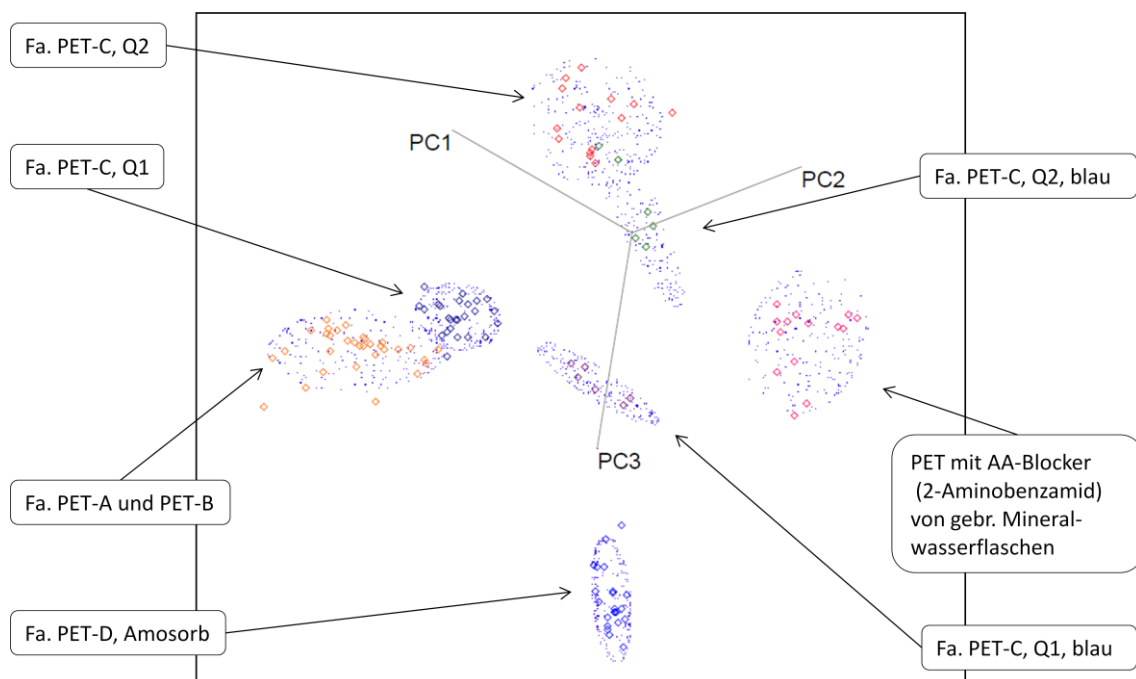 Fa. PET-C, Q2
PC1
Fa. PET-C, Q1
PC2
Fa. PET-C, Q2, blau
PC3
PET mit AA-Blocker
(2-Aminobenzamid)
von gebr. Mineral-
wasserflaschen
Fa. PET-A und PET-B
Fa. PET-D, Amosorb
Fa. PET-C, Q1, blau